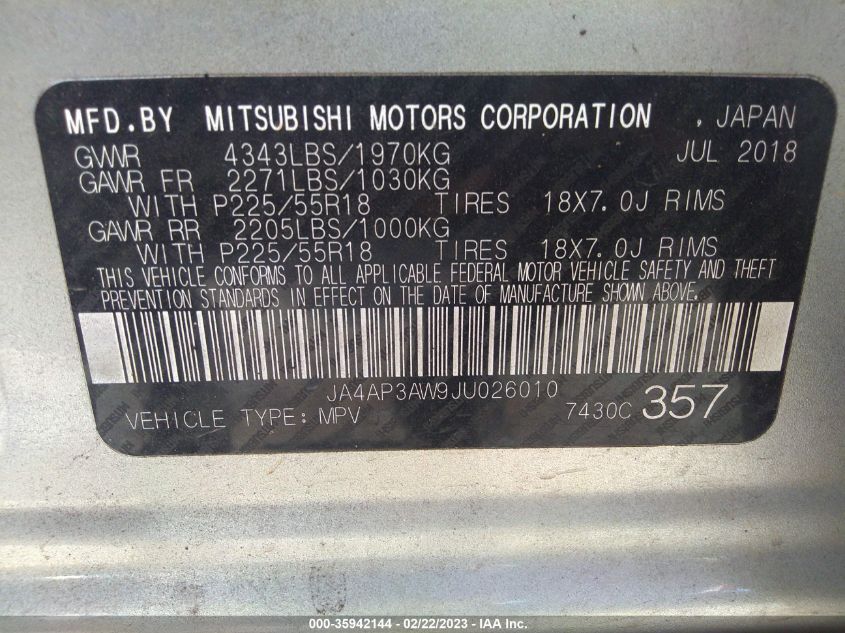 MFD.BY MITSUBISHI MOTORS CORPORATION , JAPAN
GVWR 4343LBS/1970KG JUL 2018
GAWR FR 2271LBS/1030KG
WITH P225/55R18 TIRES 18X7.0J RIMS
GAWR RR 2205LBS/1000KG
WITH P225/55R18 TIRES 18X7.0J RIMS
THIS VEHICLE CONFORMS TO ALL APPLICABLE FEDERAL MOTOR VEHICLE SAFETY AND THEFT
PREVENTION STANDARDS IN EFFECT ON THE DATE OF MANUFACTURE SHOWN ABOVE.
JA4AP3AW9JU026010
VEHICLE TYPE: MPV 7430C 357
000-35942144 - 02/22/2023 - IAA Inc.